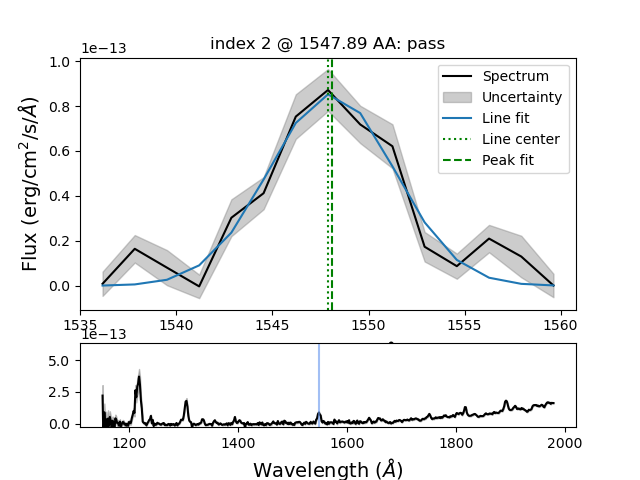 index 2 @ 1547.89 AA: pass
1e−13
1.0
0.8
0.6
0.4
0.2
0.0
Flux (erg/cm²/s/Å)
Spectrum
Uncertainty
Line fit
Line center
Peak fit
1535 1540 1545 1550 1555 1560
1e−13
5.0
2.5
0.0
1200 1400 1600 1800 2000
Wavelength (Å)